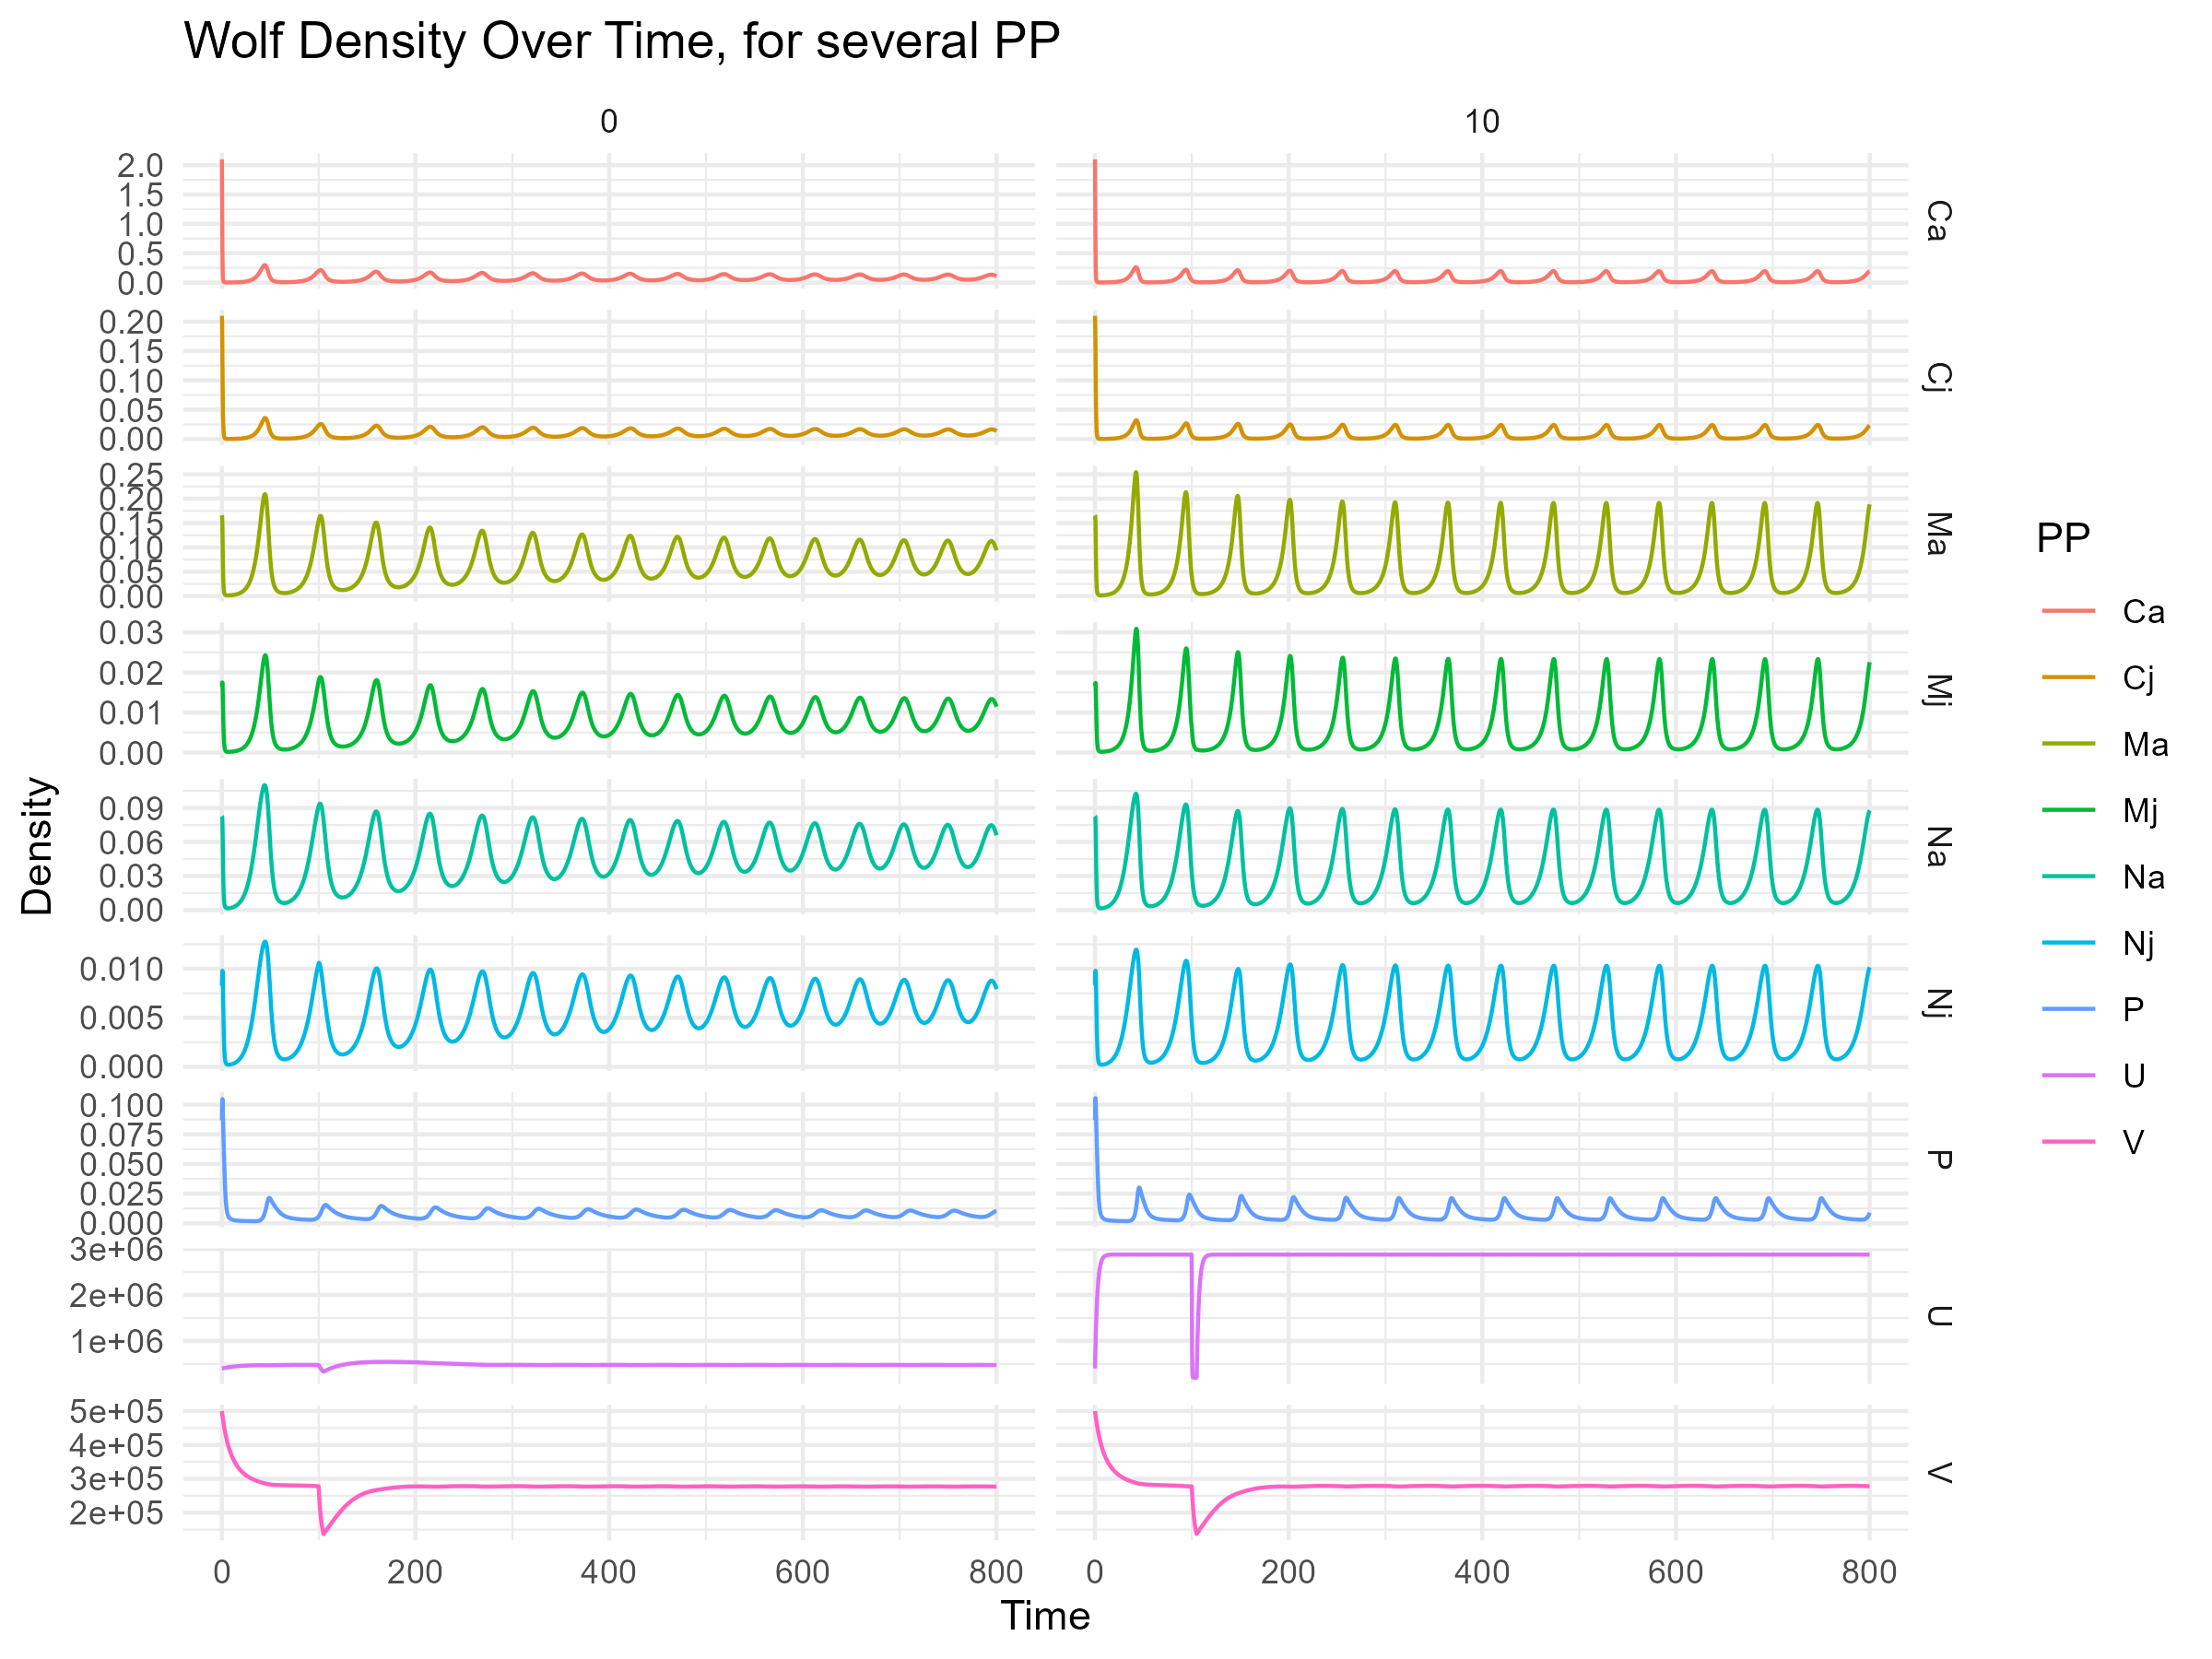 Wolf Density Over Time, for several PP
0 10
2.0
1.5
1.0
0.5
0.0
Ca
0.20
0.15
0.10
0.05
0.00
Cj
0.25
0.20
0.15
0.10
0.05
0.00
Ma
0.03
0.02
0.01
0.00
Mj
0.09
0.06
0.03
0.00
Na
0.010
0.005
0.000
Nj
0.100
0.075
0.050
0.025
0.000
P
3e+06
2e+06
1e+06
U
5e+05
4e+05
3e+05
2e+05
V
0 200 400 600 800 0 200 400 600 800
Time
Density
PP
Ca
Cj
Ma
Mj
Na
Nj
P
U
V